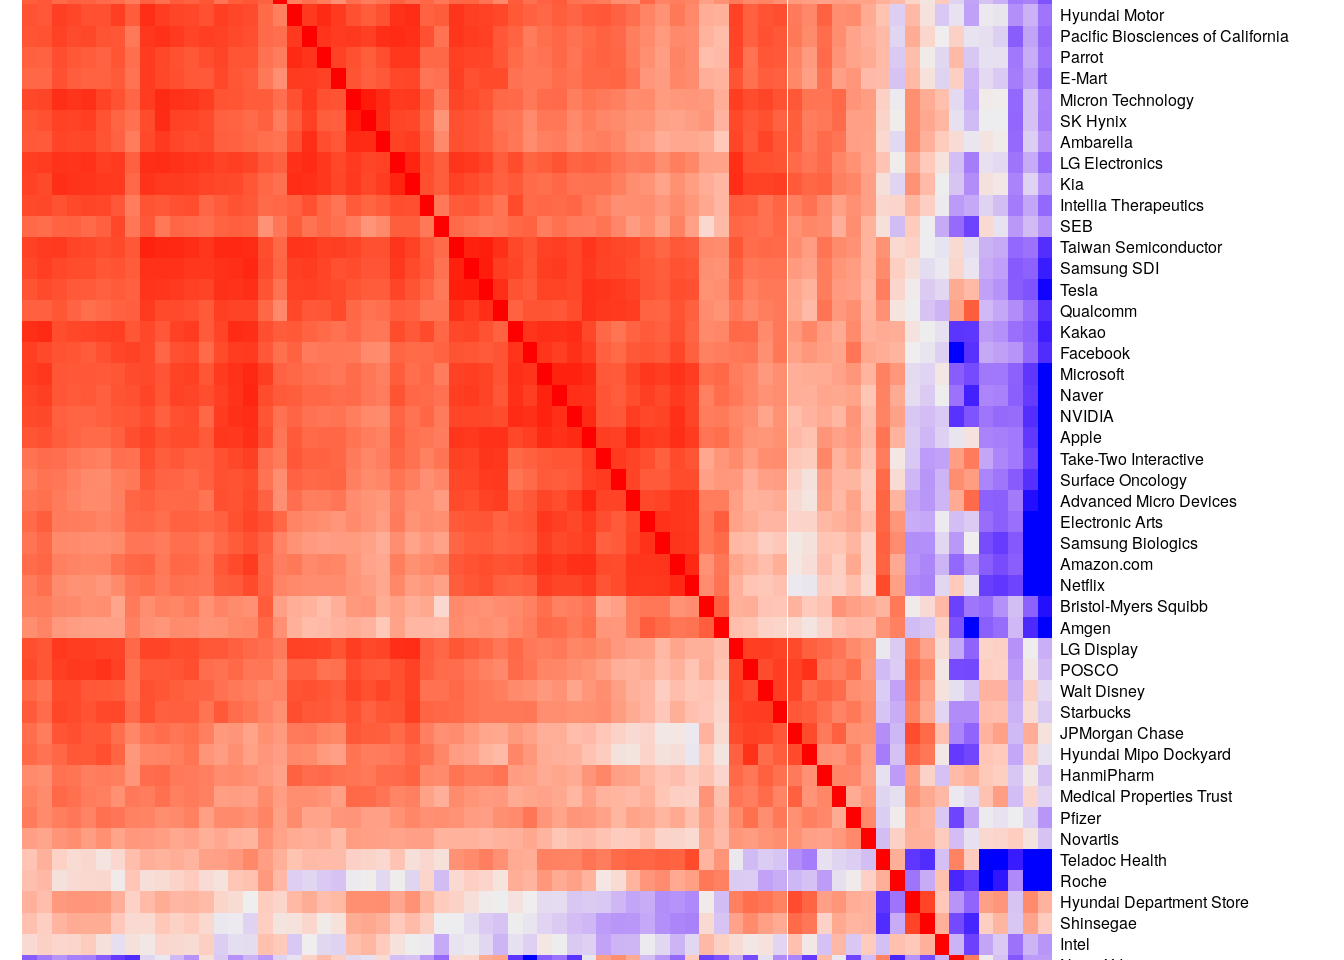 Hyundai Motor
Pacific Biosciences of California
Parrot
E-Mart
Micron Technology
SK Hynix
Ambarella
LG Electronics
Kia
Intellia Therapeutics
SEB
Taiwan Semiconductor
Samsung SDI
Tesla
Qualcomm
Kakao
Facebook
Microsoft
Naver
NVIDIA
Apple
Take-Two Interactive
Surface Oncology
Advanced Micro Devices
Electronic Arts
Samsung Biologics
Amazon.com
Netflix
Bristol-Myers Squibb
Amgen
LG Display
POSCO
Walt Disney
Starbucks
JPMorgan Chase
Hyundai Mipo Dockyard
HanmiPharm
Medical Properties Trust
Pfizer
Novartis
Teladoc Health
Roche
Hyundai Department Store
Shinsegae
Intel